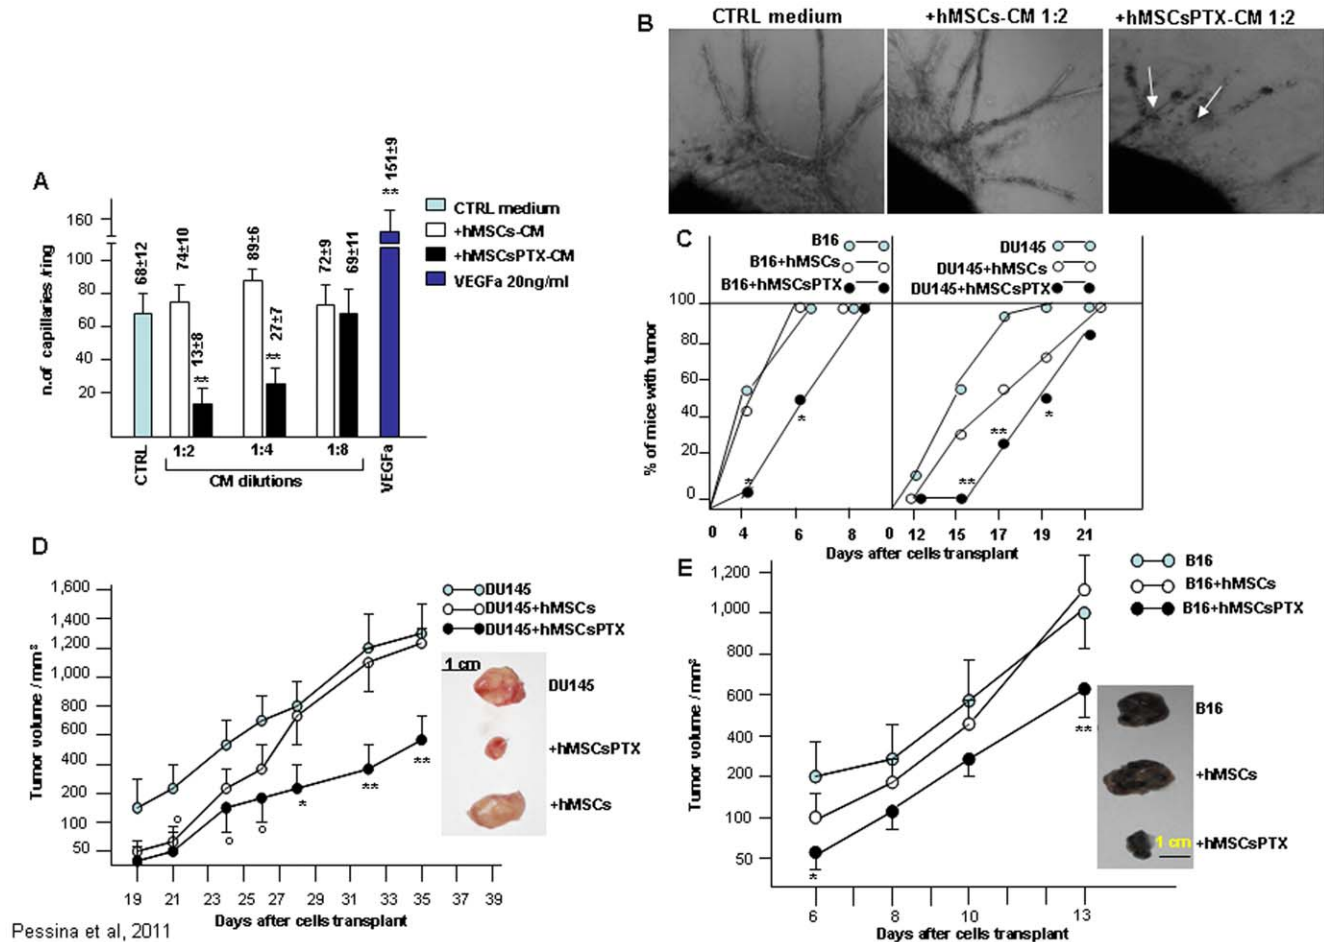 A
n.of capillaries /ring
160
100
80
60
40
20
68±12
74±10
13±8
**
89±6
27±7
**
72±9
69±11
151±9
**
CTRL medium
+hMSCs-CM
+hMSCsPTX-CM
VEGFa 20ng/ml
CTRL
1:2
1:4
1:8
VEGFa
CM dilutions
B
CTRL medium
+hMSCs-CM 1:2
+hMSCsPTX-CM 1:2
C
B16
B16+hMSCs
B16+hMSCsPTX
DU145
DU145+hMSCs
DU145+hMSCsPTX
% of mice with tumor
100
80
60
40
20
0
*
*
**
**
*
0
4
6
8
0
12
15
17
19
21
Days after cells transplant
D
Tumor volume / mm³
1,600
1,400
1,200
1,000
800
600
400
200
100
50
DU145
DU145+hMSCs
DU145+hMSCsPTX
*
**
**
1 cm
DU145
+hMSCsPTX
+hMSCs
19
21
23
25
27
29
31
33
35
37
39
Days after cells transplant
E
Tumor volume / mm³
1,200
1,000
800
600
400
200
100
50
B16
B16+hMSCs
B16+hMSCsPTX
*
**
B16
+hMSCs
1 cm
+hMSCsPTX
6
8
10
13
Days after cells transplant
Pessina et al, 2011